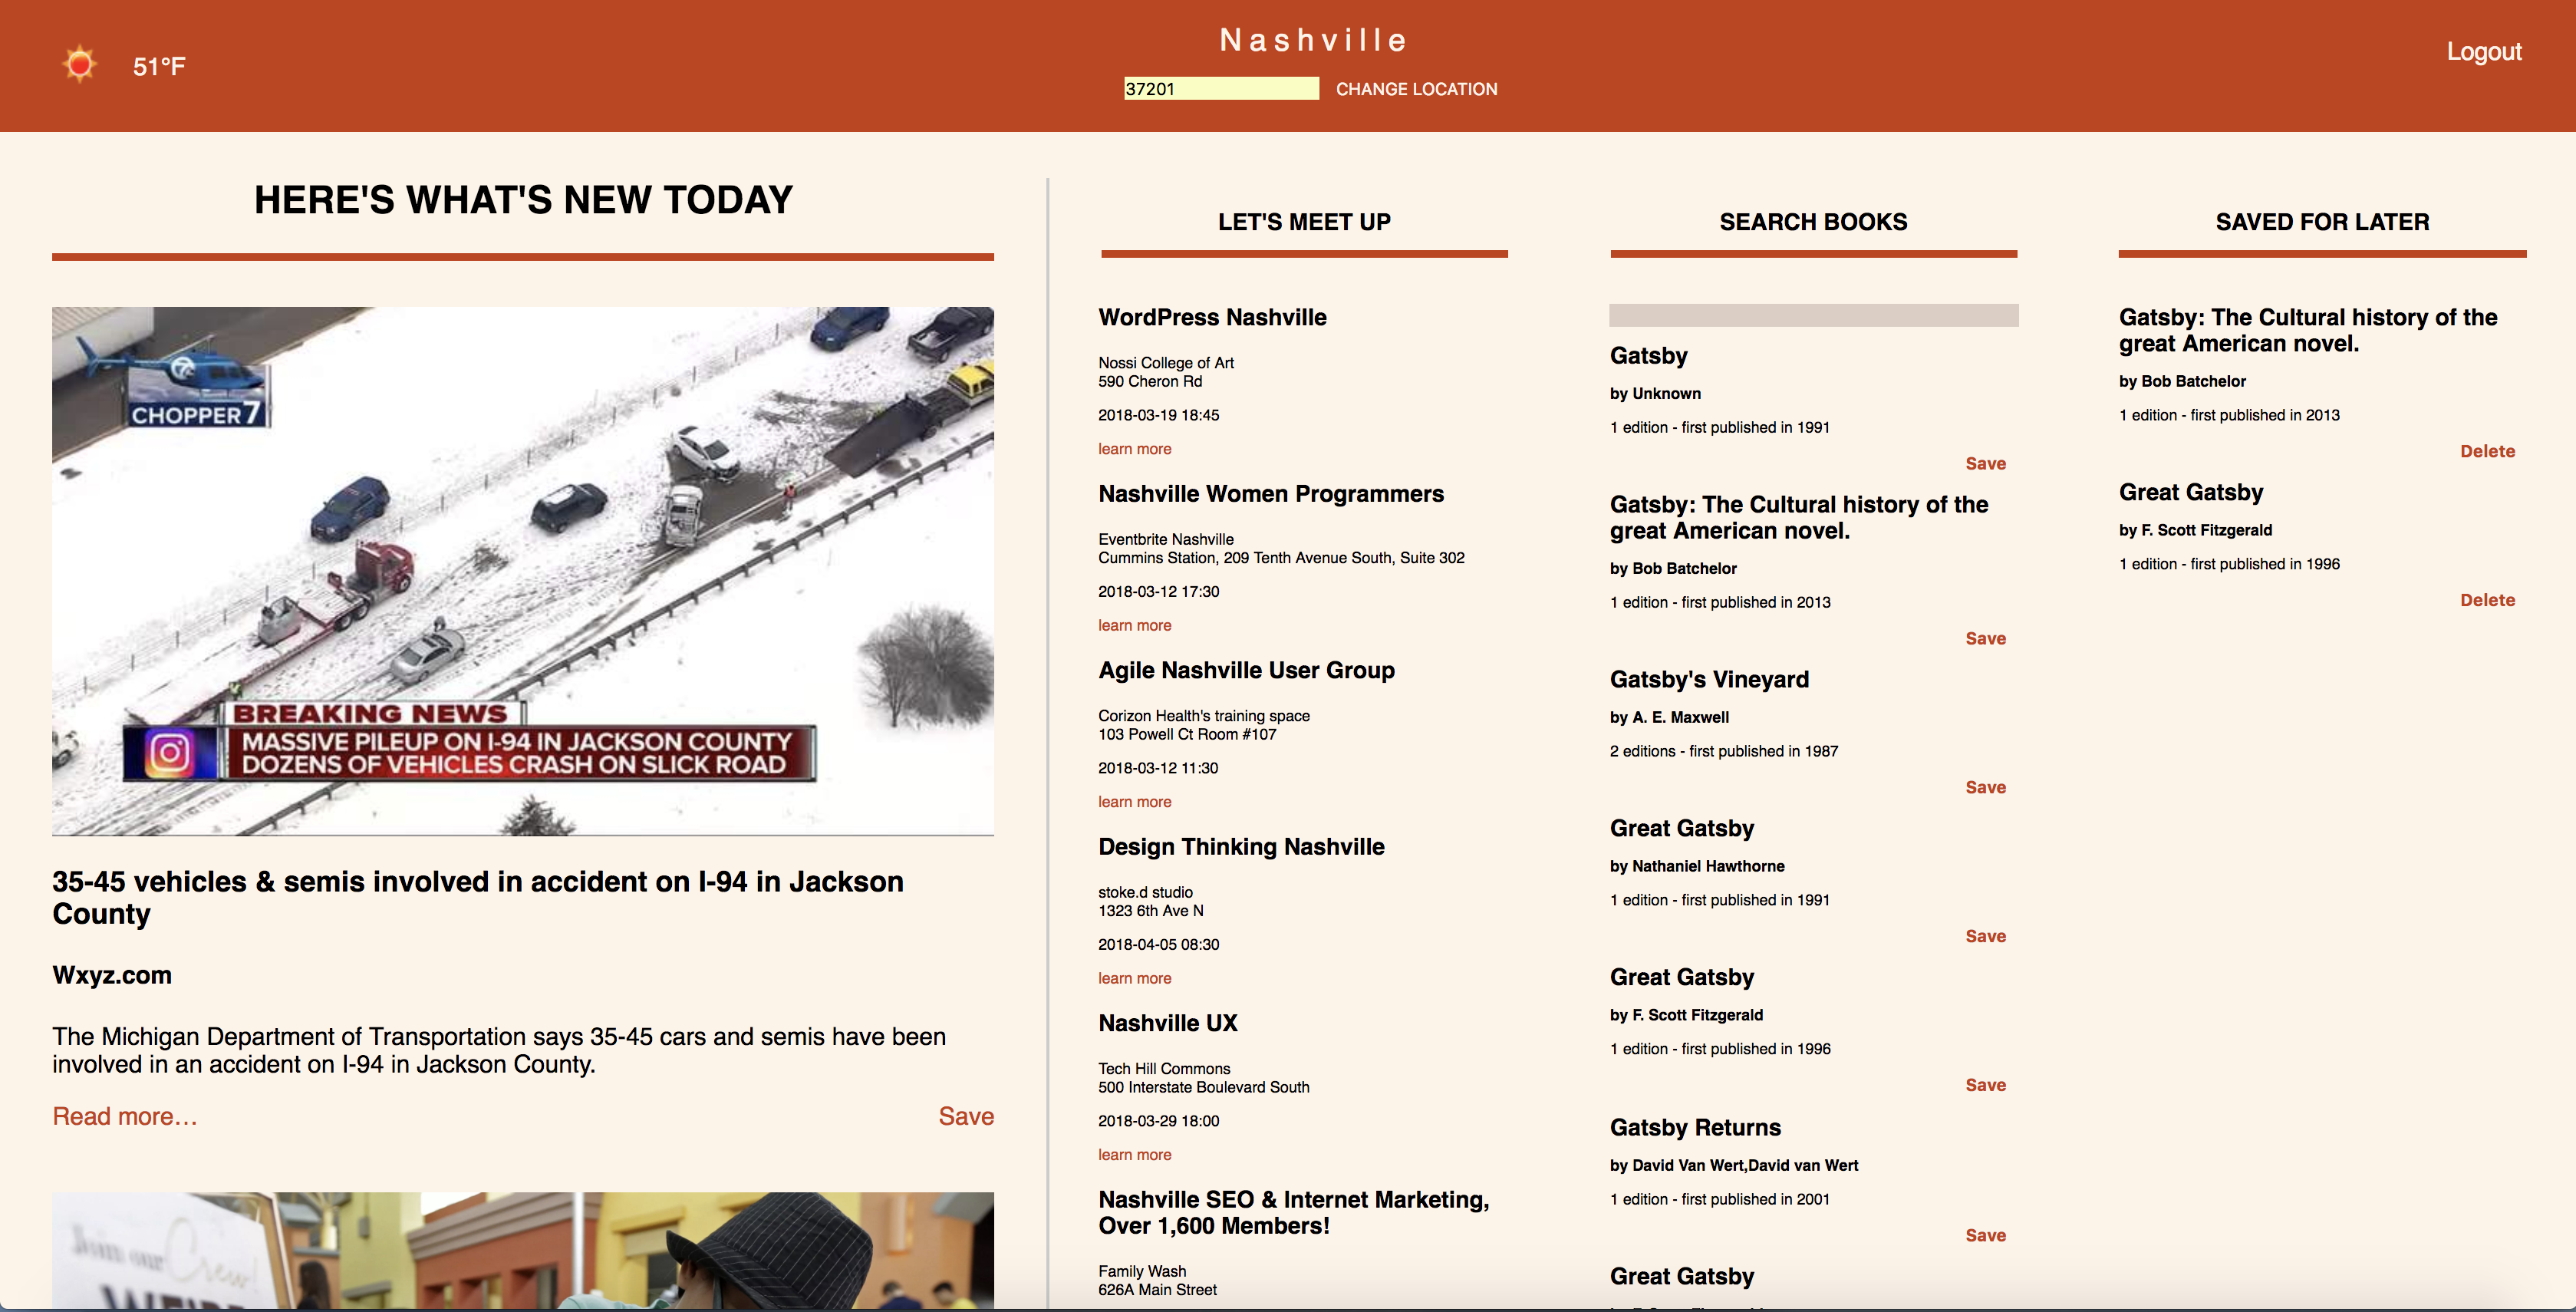 51°F
Nashville
37201
CHANGE LOCATION
Logout
HERE'S WHAT'S NEW TODAY
CHOPPER 7
BREAKING NEWS
MASSIVE PILEUP ON I-94 IN JACKSON COUNTY
DOZENS OF VEHICLES CRASH ON SLICK ROAD
35-45 vehicles & semis involved in accident on I-94 in Jackson
County
Wxyz.com
The Michigan Department of Transportation says 35-45 cars and semis have been
involved in an accident on I-94 in Jackson County.
Read more…
Save
Join our
Crew!
LET'S MEET UP
WordPress Nashville
Nossi College of Art
590 Cheron Rd
2018-03-19 18:45
learn more
Nashville Women Programmers
Eventbrite Nashville
Cummins Station, 209 Tenth Avenue South, Suite 302
2018-03-12 17:30
learn more
Agile Nashville User Group
Corizon Health's training space
103 Powell Ct Room #107
2018-03-12 11:30
learn more
Design Thinking Nashville
stoke.d studio
1323 6th Ave N
2018-04-05 08:30
learn more
Nashville UX
Tech Hill Commons
500 Interstate Boulevard South
2018-03-29 18:00
learn more
Nashville SEO & Internet Marketing,
Over 1,600 Members!
Family Wash
626A Main Street
SEARCH BOOKS
Gatsby
by Unknown
1 edition - first published in 1991
Save
Gatsby: The Cultural history of the
great American novel.
by Bob Batchelor
1 edition - first published in 2013
Save
Gatsby's Vineyard
by A. E. Maxwell
2 editions - first published in 1987
Save
Great Gatsby
by Nathaniel Hawthorne
1 edition - first published in 1991
Save
Great Gatsby
by F. Scott Fitzgerald
1 edition - first published in 1996
Save
Gatsby Returns
by David Van Wert,David van Wert
1 edition - first published in 2001
Save
Great Gatsby
SAVED FOR LATER
Gatsby: The Cultural history of the
great American novel.
by Bob Batchelor
1 edition - first published in 2013
Delete
Great Gatsby
by F. Scott Fitzgerald
1 edition - first published in 1996
Delete